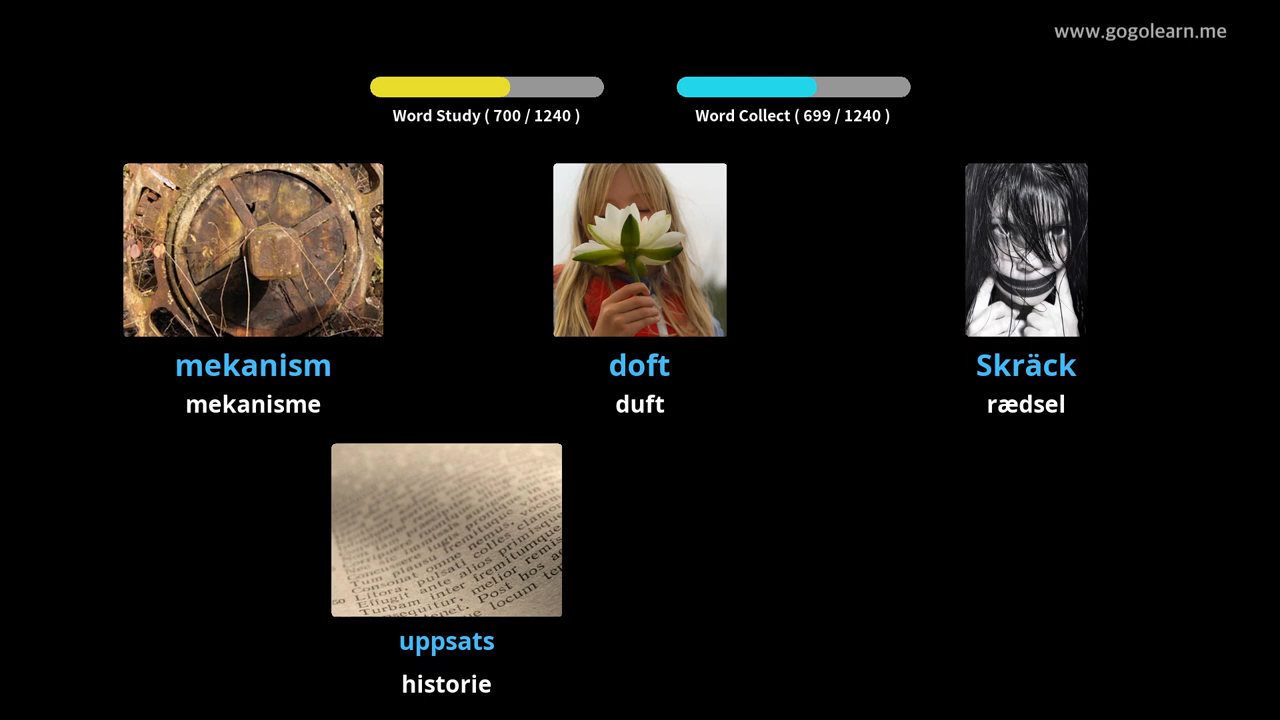 www.gogolearn.me
Word Study ( 700 / 1240 )
Word Collect ( 699 / 1240 )
mekanism
mekanisme
doft
duft
Skräck
rædsel
uppsats
historie